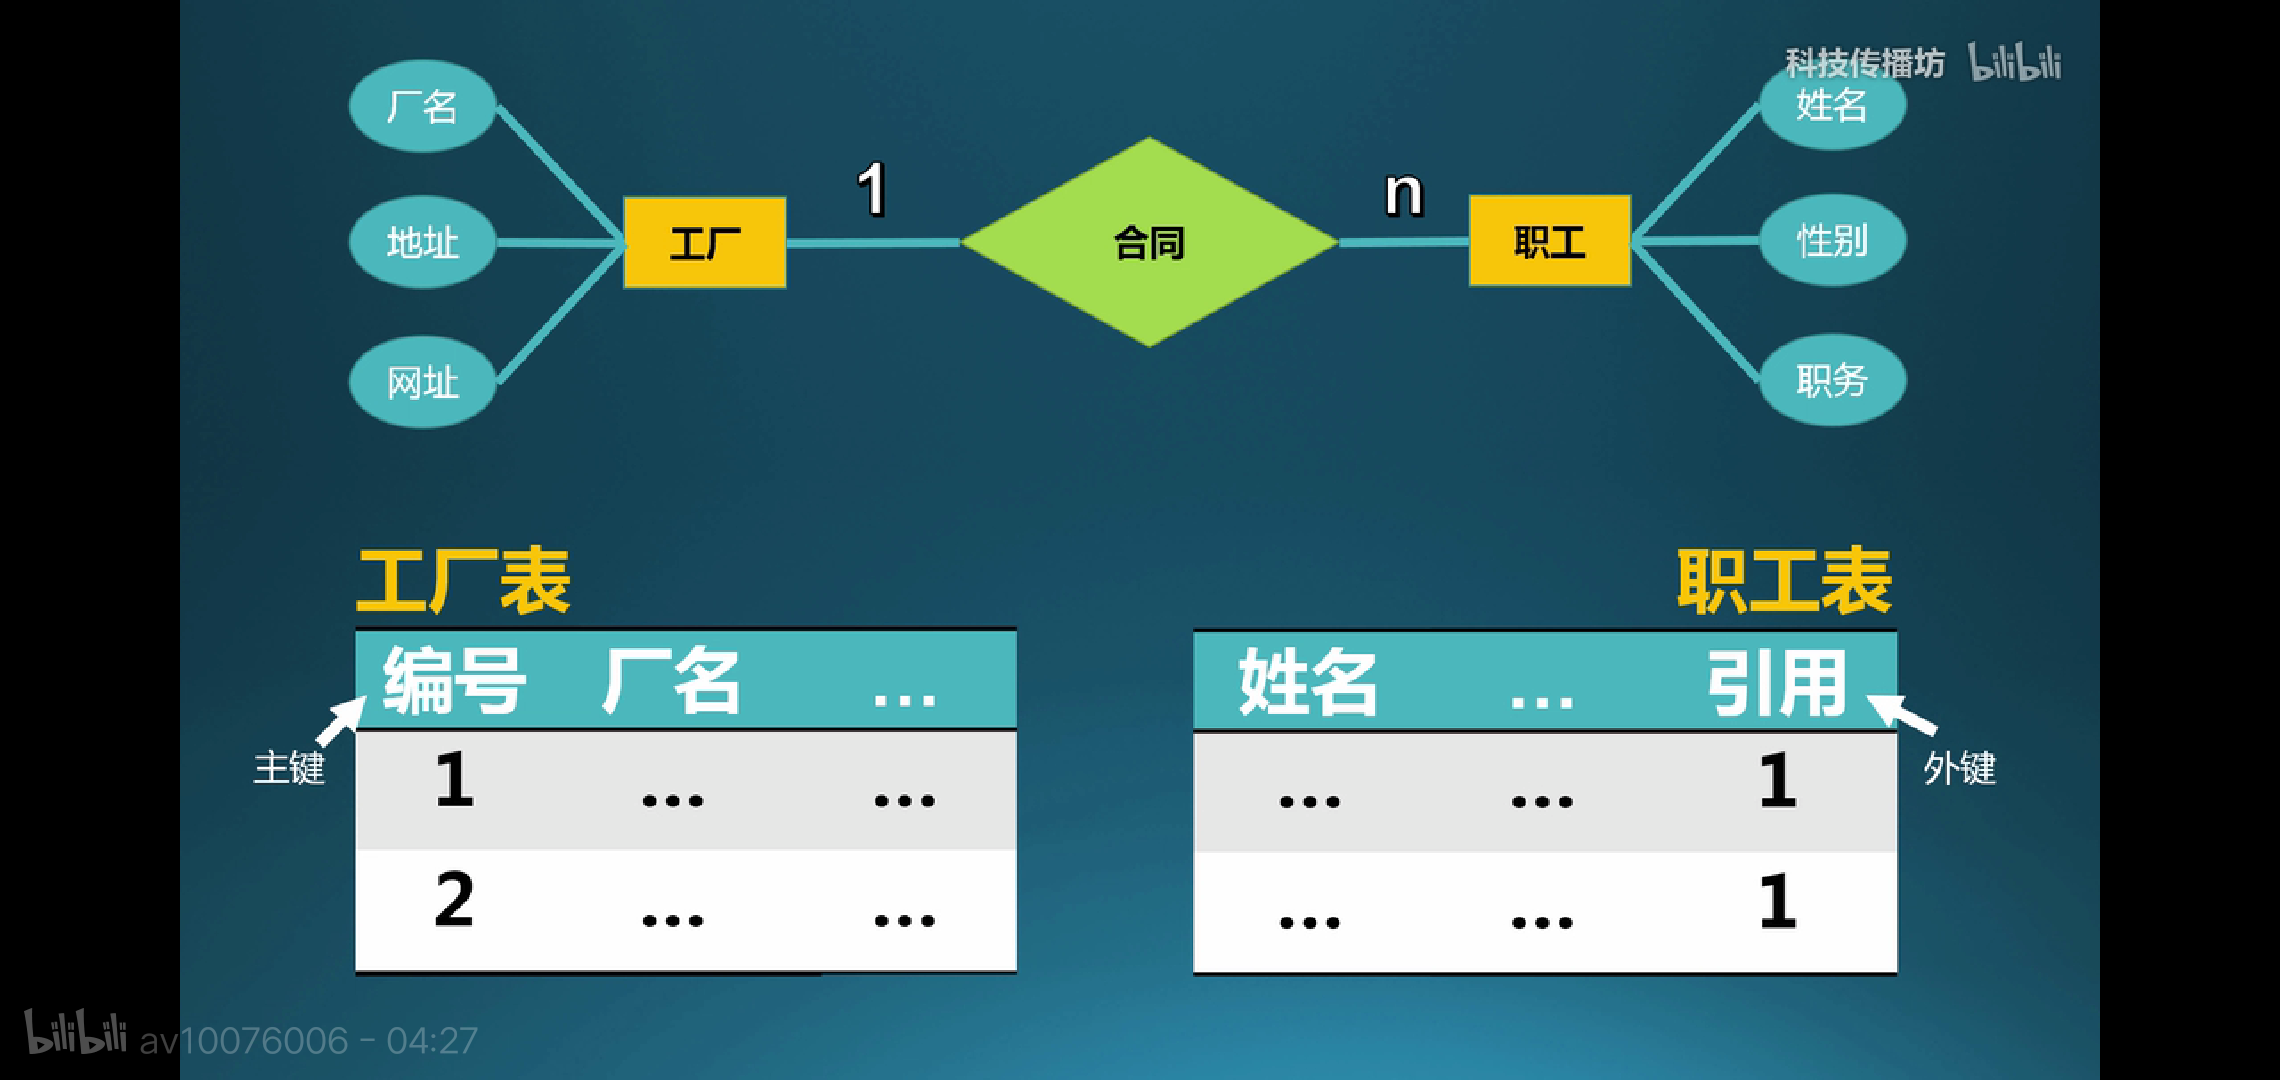 科技传播坊 bilibili
厂名
姓名
1
n
地址
工厂
合同
职工
性别
网址
职务
工厂表
职工表
编号 厂名 ...
姓名 ... 引用
主键
外键
1 ... ...
... ... 1
2 ... ...
... ... 1
bilibili av10076006 - 04:27